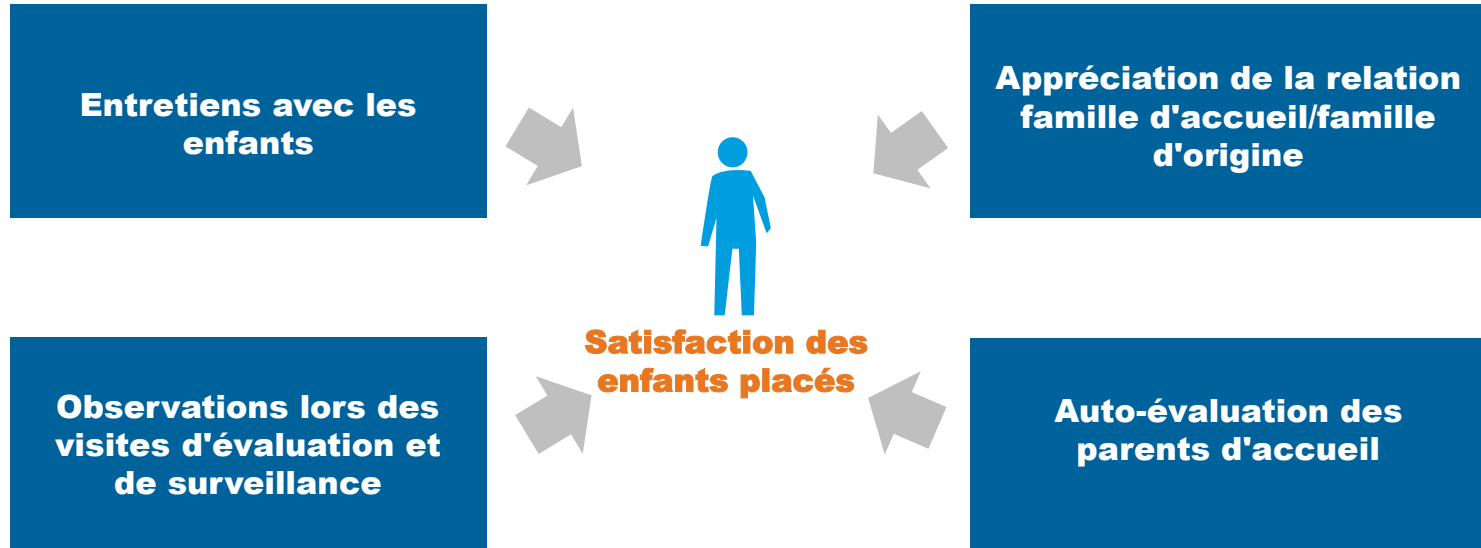 Entretiens avec les
enfants
Appréciation de la relation
famille d'accueil/famille
d'origine
Satisfaction des
enfants placés
Observations lors des
visites d'évaluation et
de surveillance
Auto-évaluation des
parents d'accueil